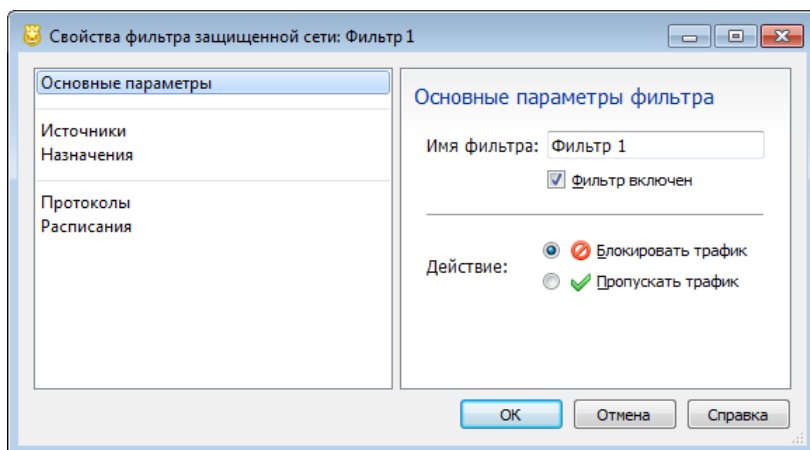 Свойства фильтра защищенной сети: Фильтр 1
Основные параметры
Источники
Назначения
Протоколы
Расписания
Основные параметры фильтра
Имя фильтра: Фильтр 1
Фильтр включен
Действие:
Блокировать трафик
Пропускать трафик
ОК
Отмена
Справка